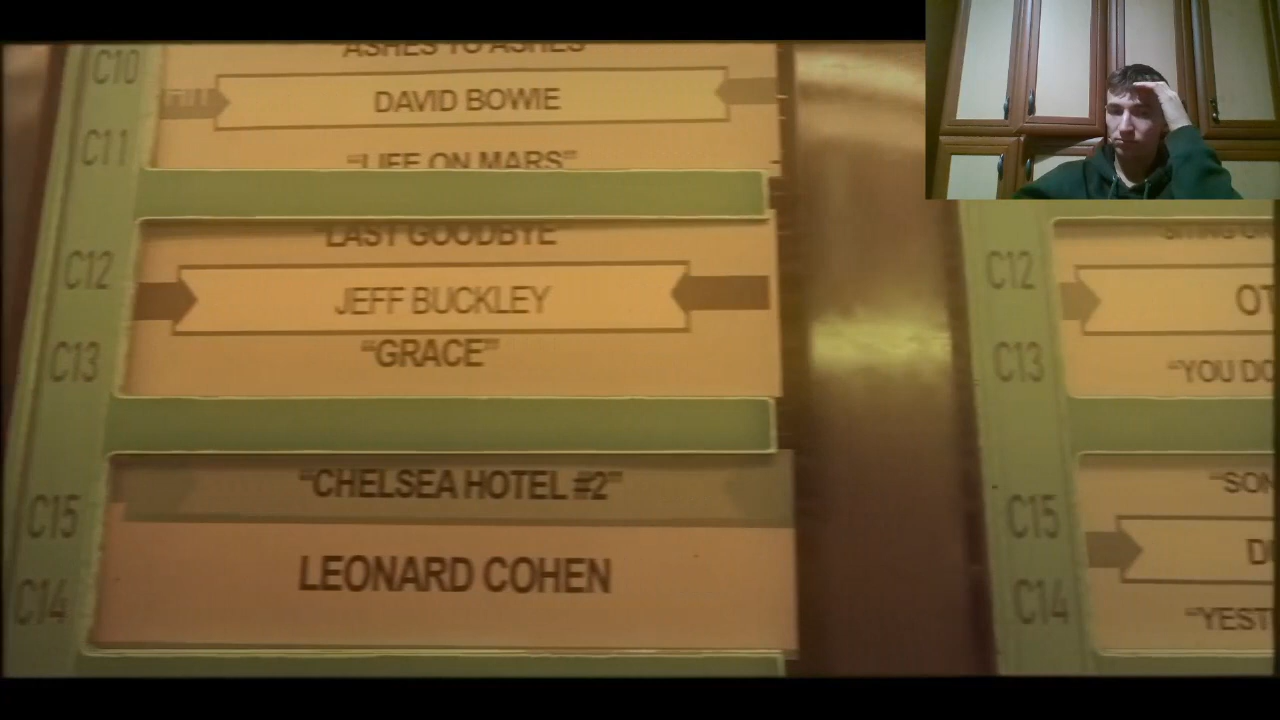 C10
"ASHES TO ASHES"
DAVID BOWIE
C11
"LIFE ON MARS"
C12
"LAST GOODBYE"
JEFF BUCKLEY
C13
"GRACE"
C15
"CHELSEA HOTEL #2"
LEONARD COHEN
C14
C12
C13
"YOU DO
C15
C14